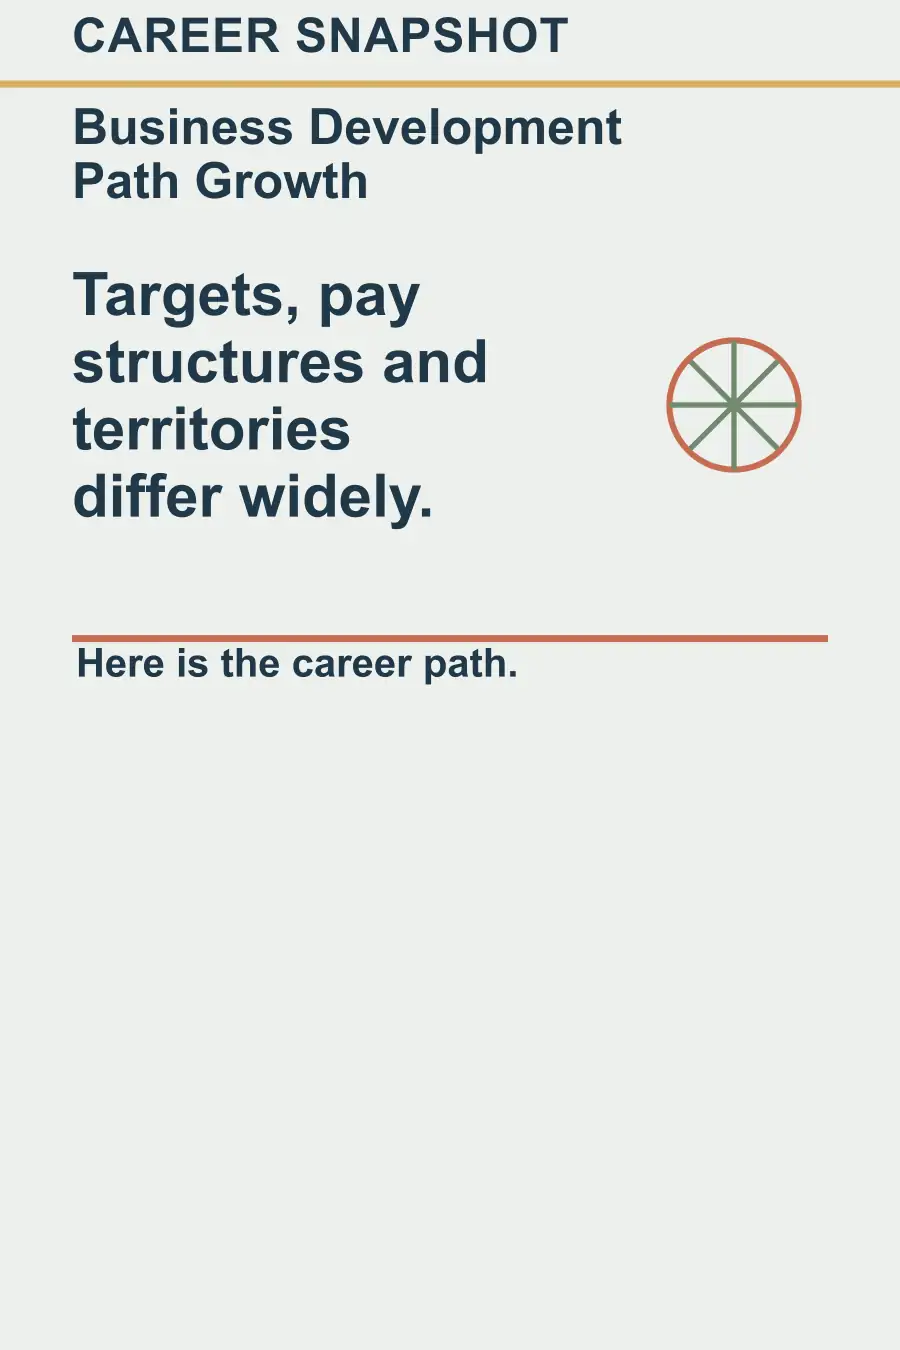 CAREER SNAPSHOT
Business Development
Path Growth
Targets, pay
structures and
territories
differ widely.
Here is the career path.